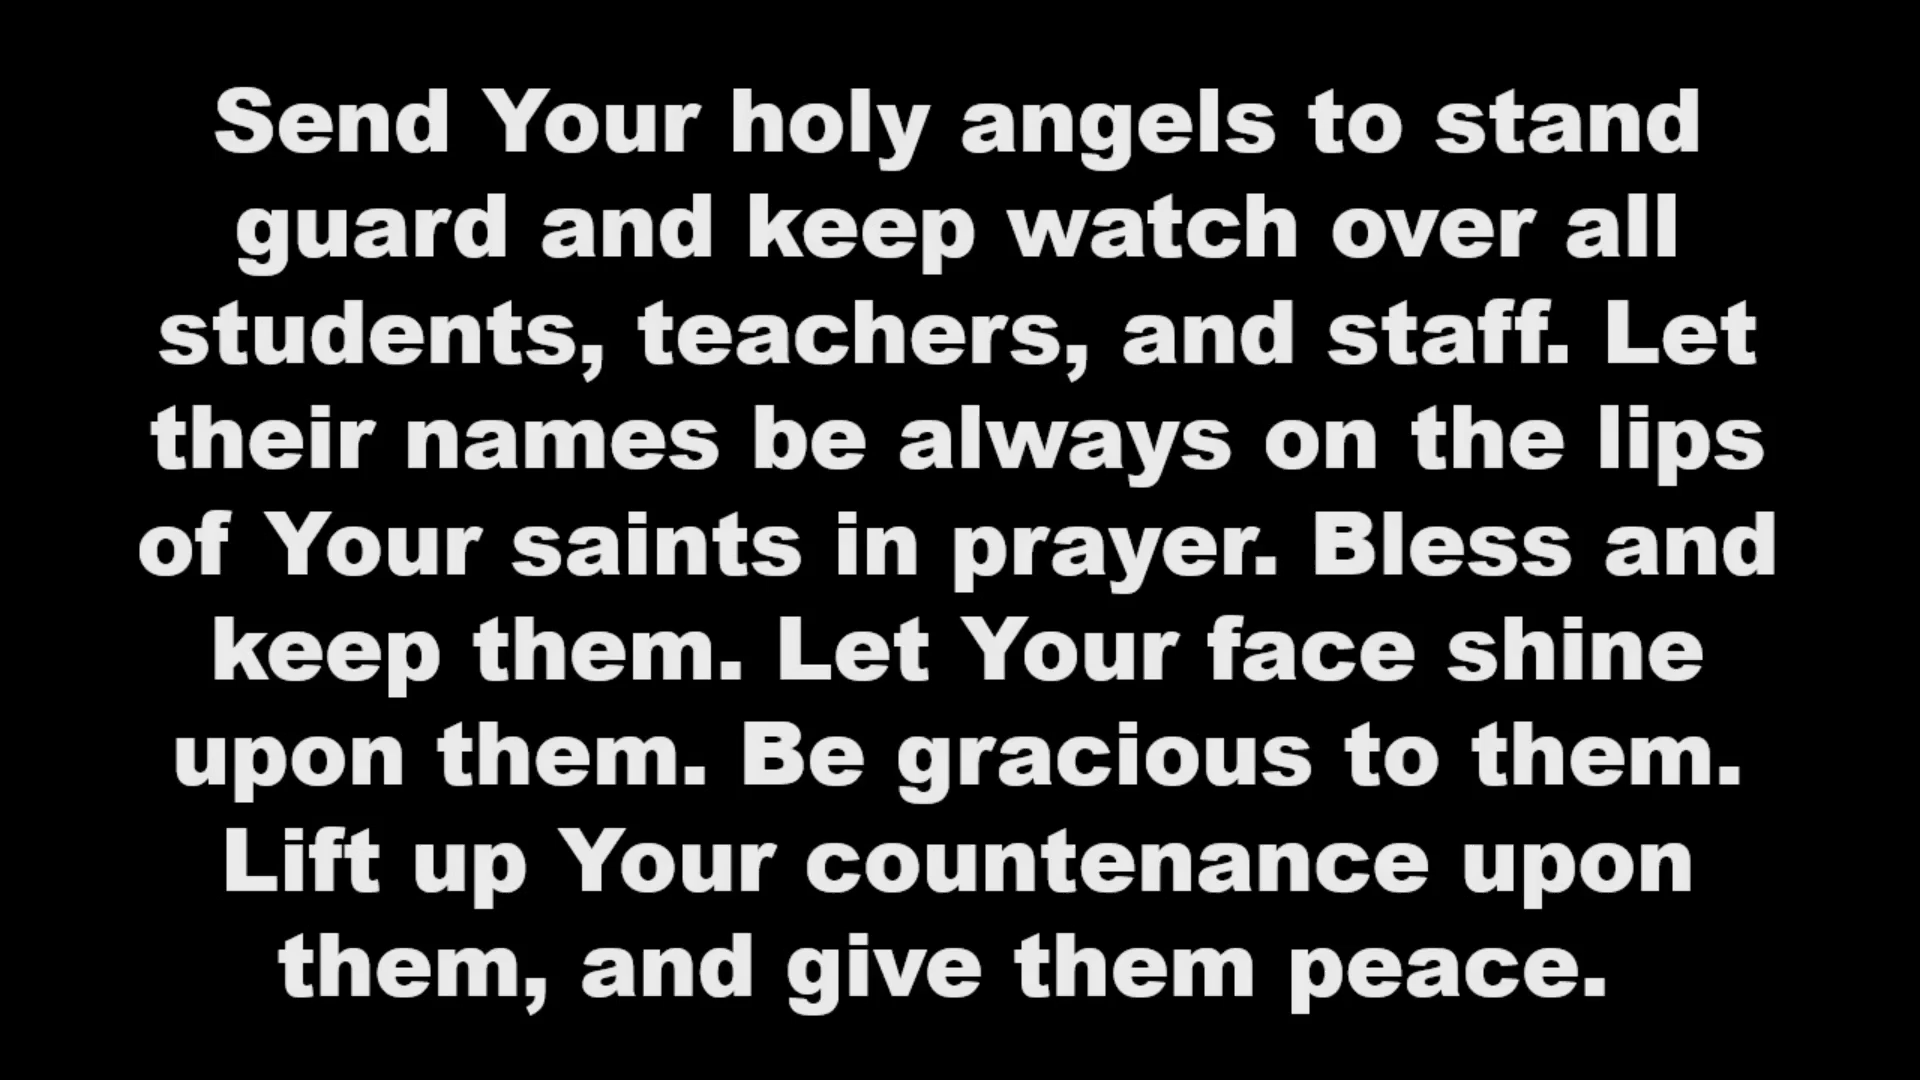 Send Your holy angels to stand
guard and keep watch over all
students, teachers, and staff. Let
their names be always on the lips
of Your saints in prayer. Bless and
keep them. Let Your face shine
upon them. Be gracious to them.
Lift up Your countenance upon
them, and give them peace.